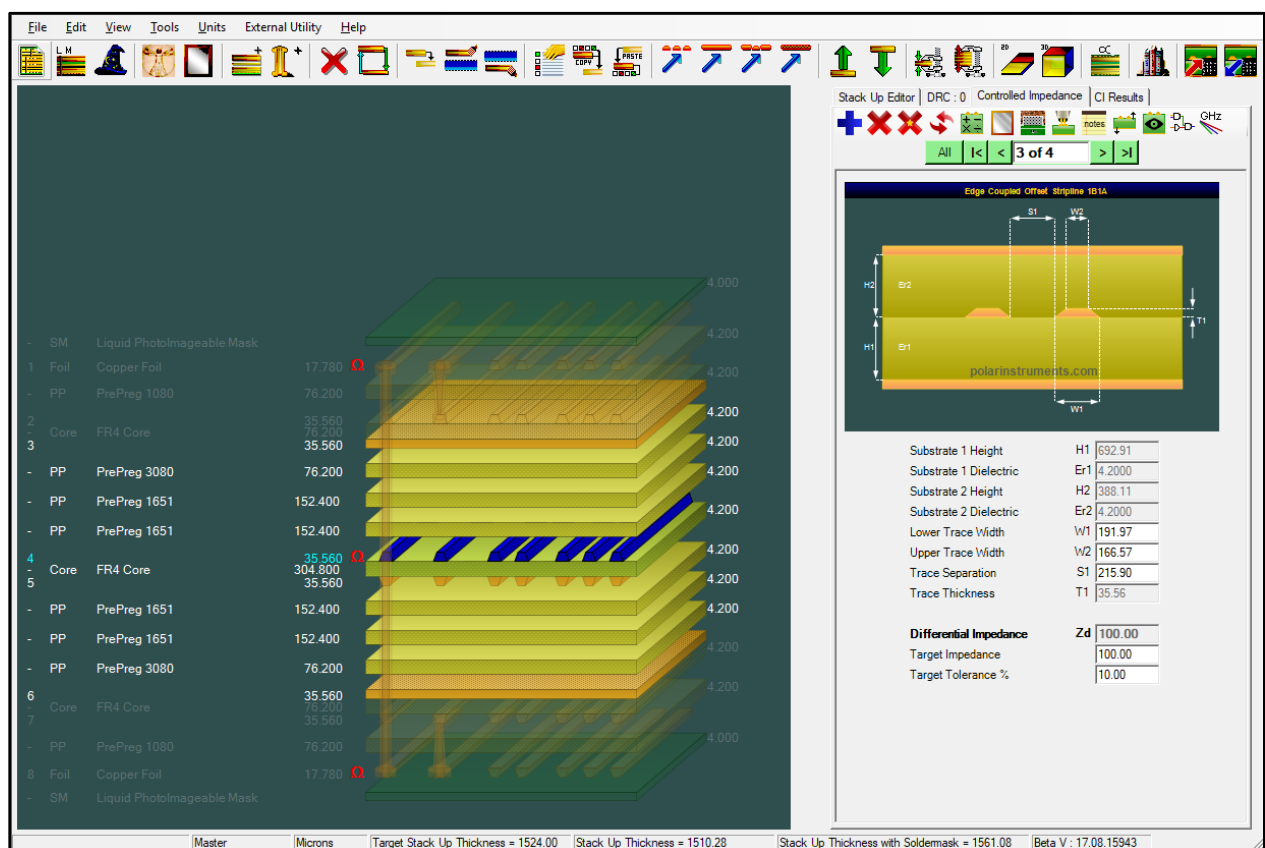 File Edit View Tools Units External Utility Help
L M
COPY
PASTE
2D
3D
Stack Up Editor DRC : 0 Controlled Impedance CI Results
notes
GHz
All |< < 3 of 4 > >|
Edge Coupled Offset Stripline 1B1A
S1 W2
H2 Er2
T1
H1 Er1
polarinstruments.com
W1
4.000
4.200
- SM Liquid PhotoImageable Mask
1 Foil Copper Foil 17.780 Ω
4.200
- PP PrePreg 1080 76.200
4.200
2 35.560
- Core FR4 Core 76.200
3 35.560
4.200
- PP PrePreg 3080 76.200
4.200
- PP PrePreg 1651 152.400
4.200
- PP PrePreg 1651 152.400
4.200
4 35.560 Ω
4.200
- Core FR4 Core 304.800
5 35.560
4.200
- PP PrePreg 1651 152.400
4.200
- PP PrePreg 1651 152.400
4.200
- PP PrePreg 3080 76.200
4.200
6 35.560
- Core FR4 Core 76.200
7 35.560
4.000
- PP PrePreg 1080 76.200
8 Foil Copper Foil 17.780 Ω
- SM Liquid PhotoImageable Mask
Substrate 1 Height H1 692.91
Substrate 1 Dielectric Er1 4.2000
Substrate 2 Height H2 388.11
Substrate 2 Dielectric Er2 4.2000
Lower Trace Width W1 191.97
Upper Trace Width W2 166.57
Trace Separation S1 215.90
Trace Thickness T1 35.56
Differential Impedance Zd 100.00
Target Impedance 100.00
Target Tolerance % 10.00
Master Microns Target Stack Up Thickness = 1524.00 Stack Up Thickness = 1510.28 Stack Up Thickness with Soldermask = 1561.08 Beta V : 17.08.15943